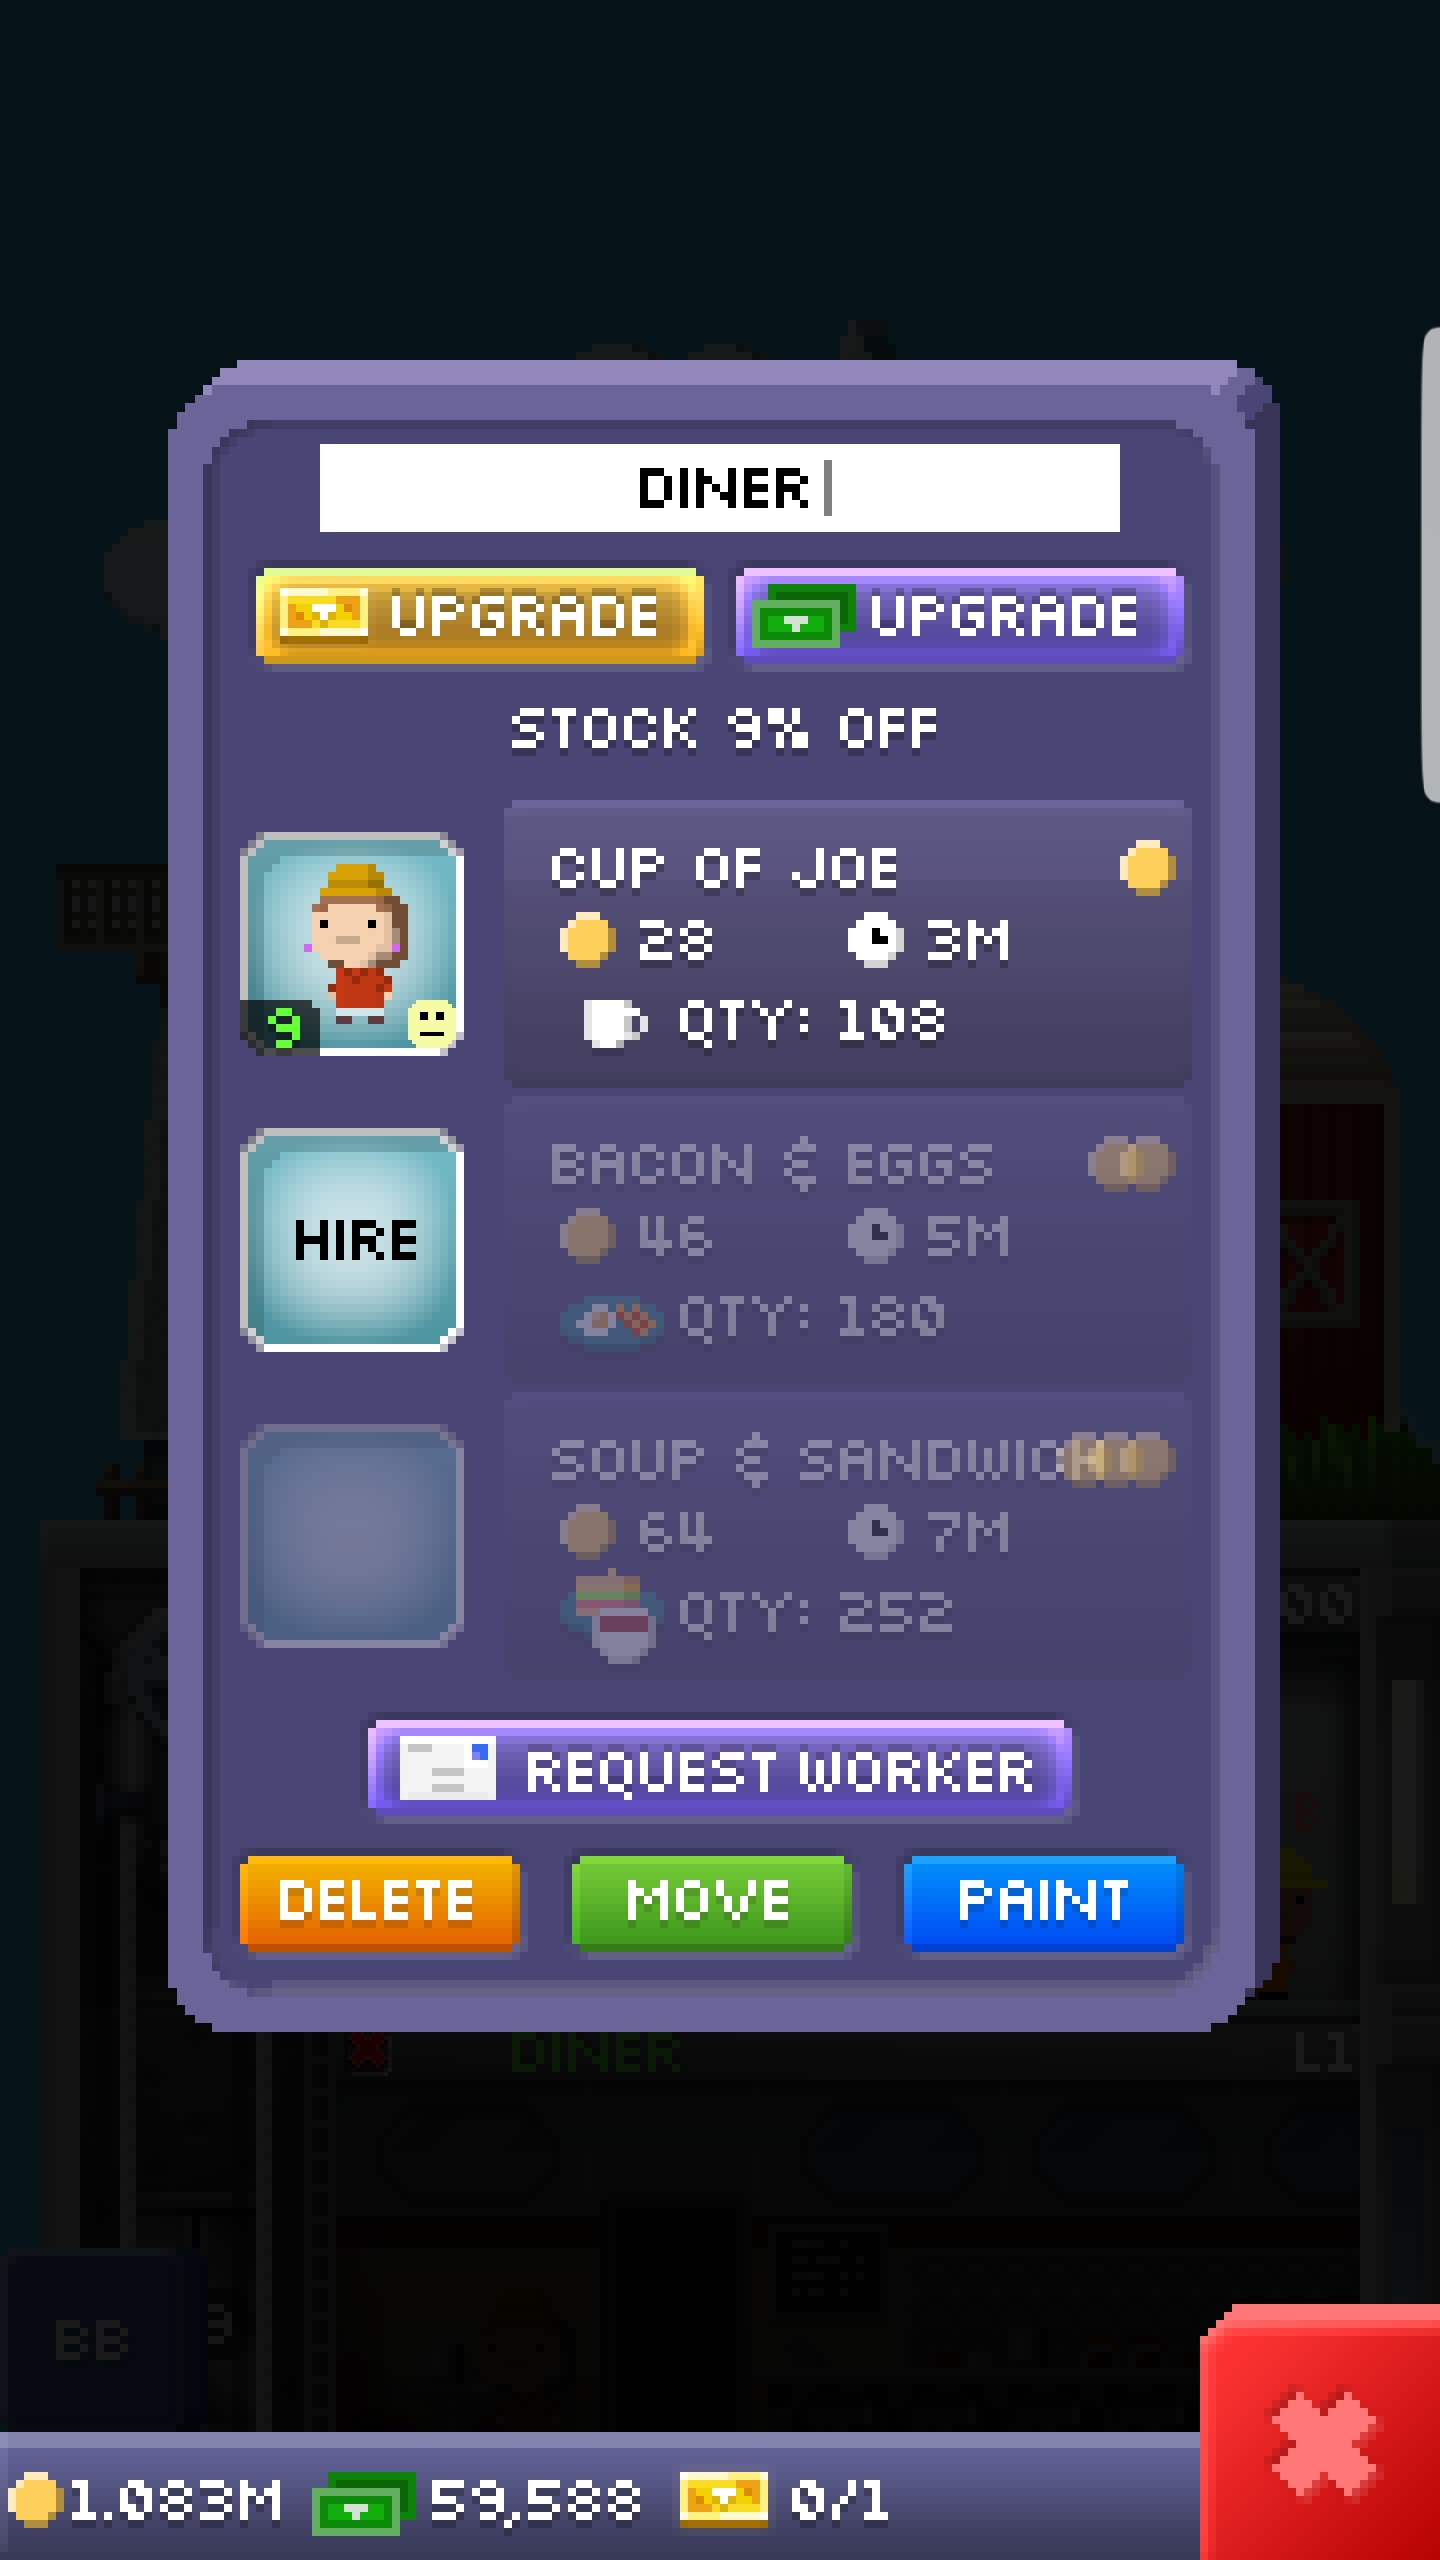 DINER
UPGRADE UPGRADE
STOCK 9% OFF
CUP OF JOE
28 3M
9 QTY: 108
BACON & EGGS
46 5M
HIRE
QTY: 180
SOUP & SANDWICH
64 7M
QTY: 252
REQUEST WORKER
DELETE MOVE PAINT
DINER L1
BB
1.083M 59,588 0/1